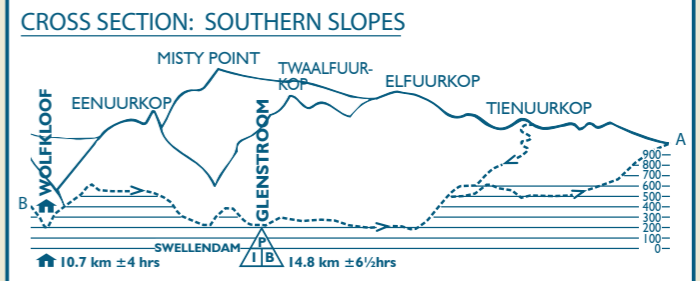 CROSS SECTION: SOUTHERN SLOPES
MISTY POINT
TWAALFUUR-
KOP
ELFUURKOP
EENUURKOP
TIENUURKOP
WOLFKLOOF
GLENSTROOM
A
900
800
700
600
500
400
300
200
100
0
B
SWELLENDAM
P
I B
10.7 km ±4 hrs
14.8 km ±6½hrs